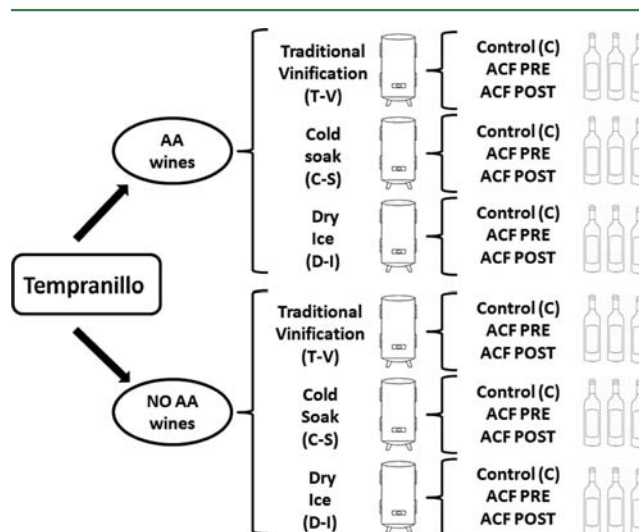 Tempranillo
AA
wines
Traditional
Vinification
(T-V)
Control (C)
ACF PRE
ACF POST
Cold
soak
(C-S)
Control (C)
ACF PRE
ACF POST
Dry
Ice
(D-I)
Control (C)
ACF PRE
ACF POST
NO AA
wines
Traditional
Vinification
(T-V)
Control (C)
ACF PRE
ACF POST
Cold
Soak
(C-S)
Control (C)
ACF PRE
ACF POST
Dry
Ice
(D-I)
Control (C)
ACF PRE
ACF POST